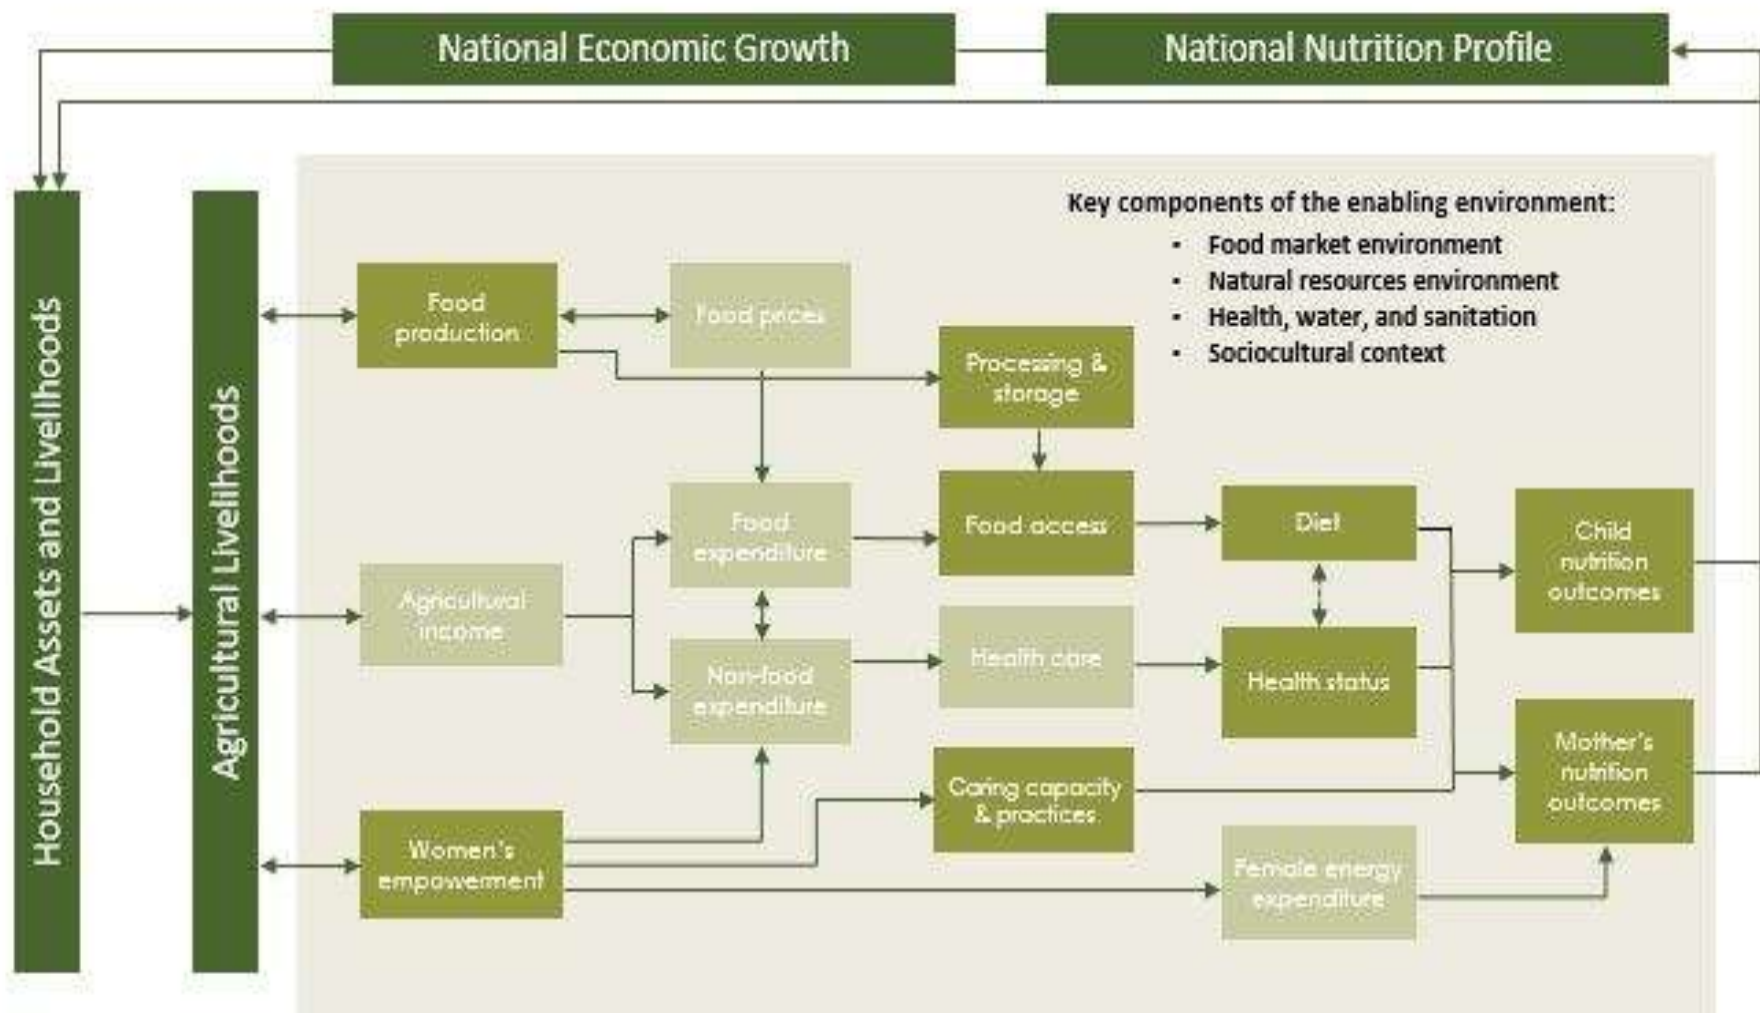 National Economic Growth
National Nutrition Profile
Household Assets and Livelihoods
Agricultural Livelihoods
Key components of the enabling environment:
• Food market environment
• Natural resources environment
• Health, water, and sanitation
• Sociocultural context
Food
production
Food prices
Processing &
storage
Food
expenditure
Food access
Diet
Child
nutrition
outcomes
Agricultural
income
Non-food
expenditure
Health care
Health status
Mother's
nutrition
outcomes
Women's
empowerment
Caring capacity
& practices
Female energy
expenditure